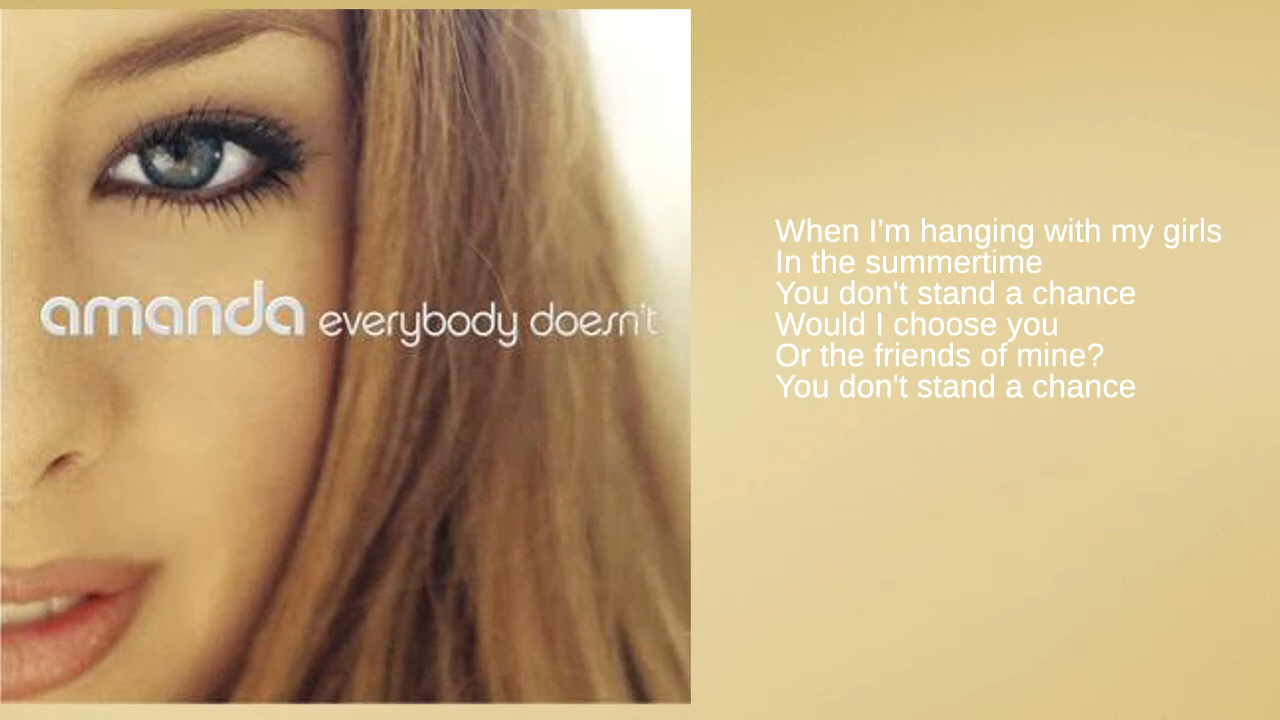 amanda everybody doesn't
When I'm hanging with my girls
In the summertime
You don't stand a chance
Would I choose you
Or the friends of mine?
You don't stand a chance